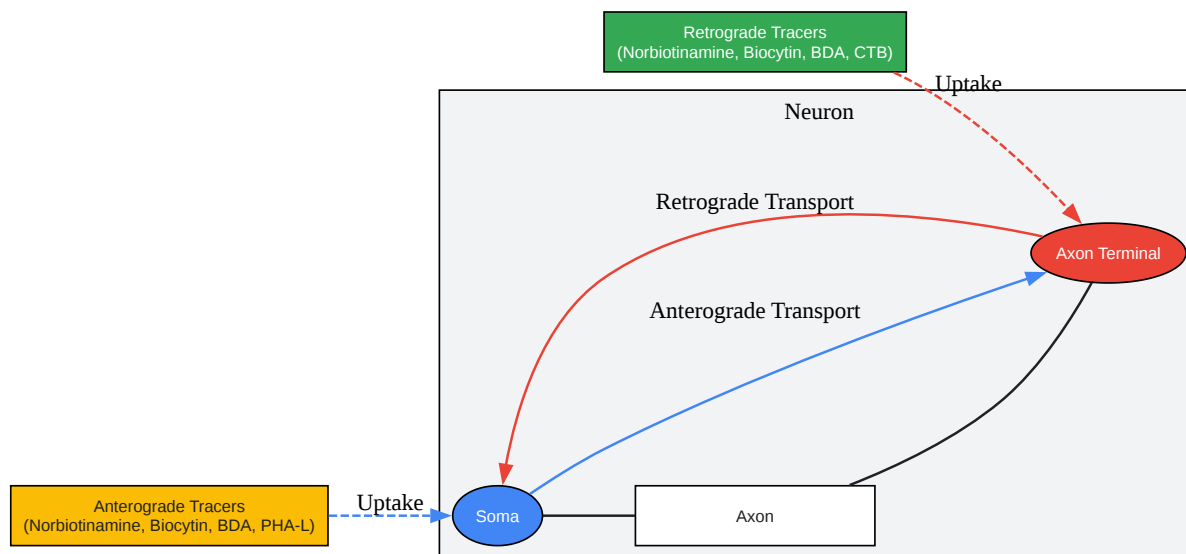 Retrograde Tracers
(Norbiotinamine, Biocytin, BDA, CTB)
Uptake
Neuron
Retrograde Transport
Axon Terminal
Anterograde Transport
Anterograde Tracers
(Norbiotinamine, Biocytin, BDA, PHA-L)
Uptake
Soma
Axon